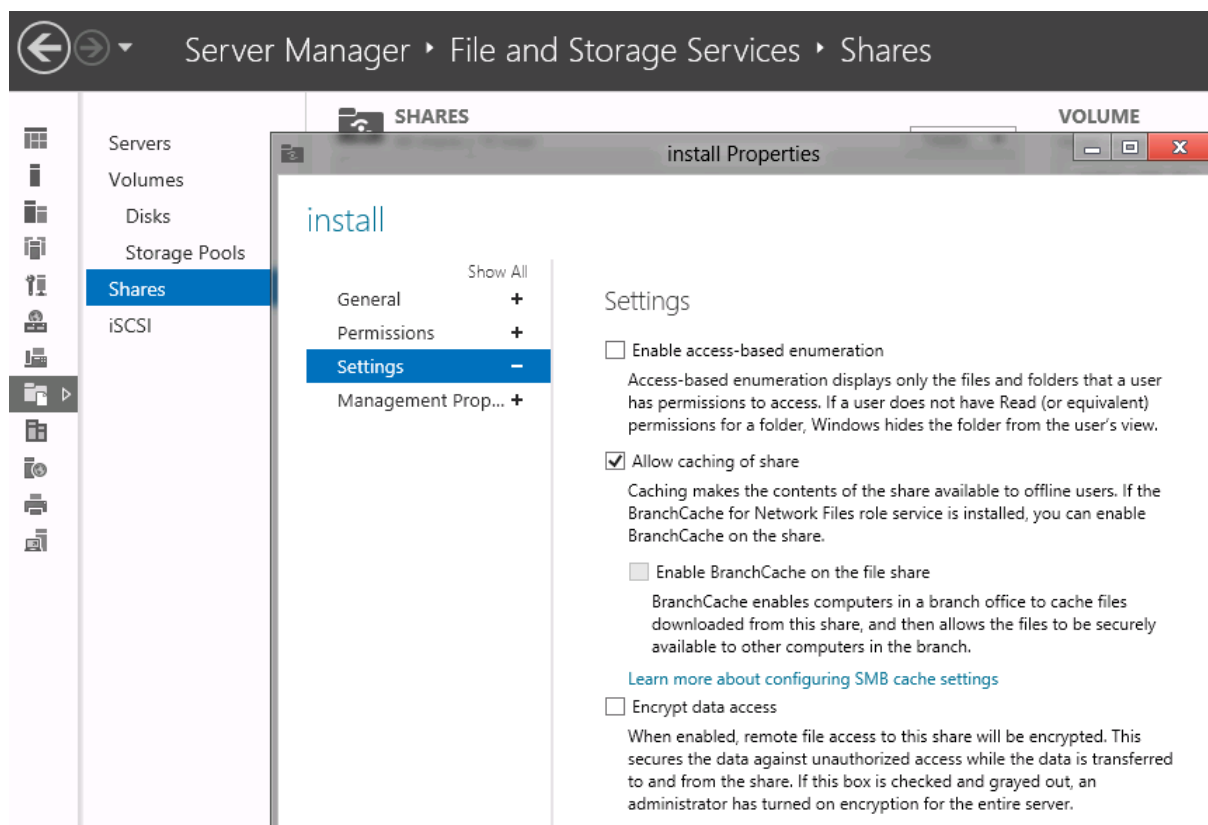 Server Manager ‣ File and Storage Services ‣ Shares
SHARES
VOLUME
Servers
Volumes
Disks
Storage Pools
Shares
iSCSI
install Properties
install
Show All
General +
Permissions +
Settings −
Management Prop... +
Settings
Enable access-based enumeration
Access-based enumeration displays only the files and folders that a user
has permissions to access. If a user does not have Read (or equivalent)
permissions for a folder, Windows hides the folder from the user's view.
Allow caching of share
Caching makes the contents of the share available to offline users. If the
BranchCache for Network Files role service is installed, you can enable
BranchCache on the share.
Enable BranchCache on the file share
BranchCache enables computers in a branch office to cache files
downloaded from this share, and then allows the files to be securely
available to other computers in the branch.
Learn more about configuring SMB cache settings
Encrypt data access
When enabled, remote file access to this share will be encrypted. This
secures the data against unauthorized access while the data is transferred
to and from the share. If this box is checked and grayed out, an
administrator has turned on encryption for the entire server.